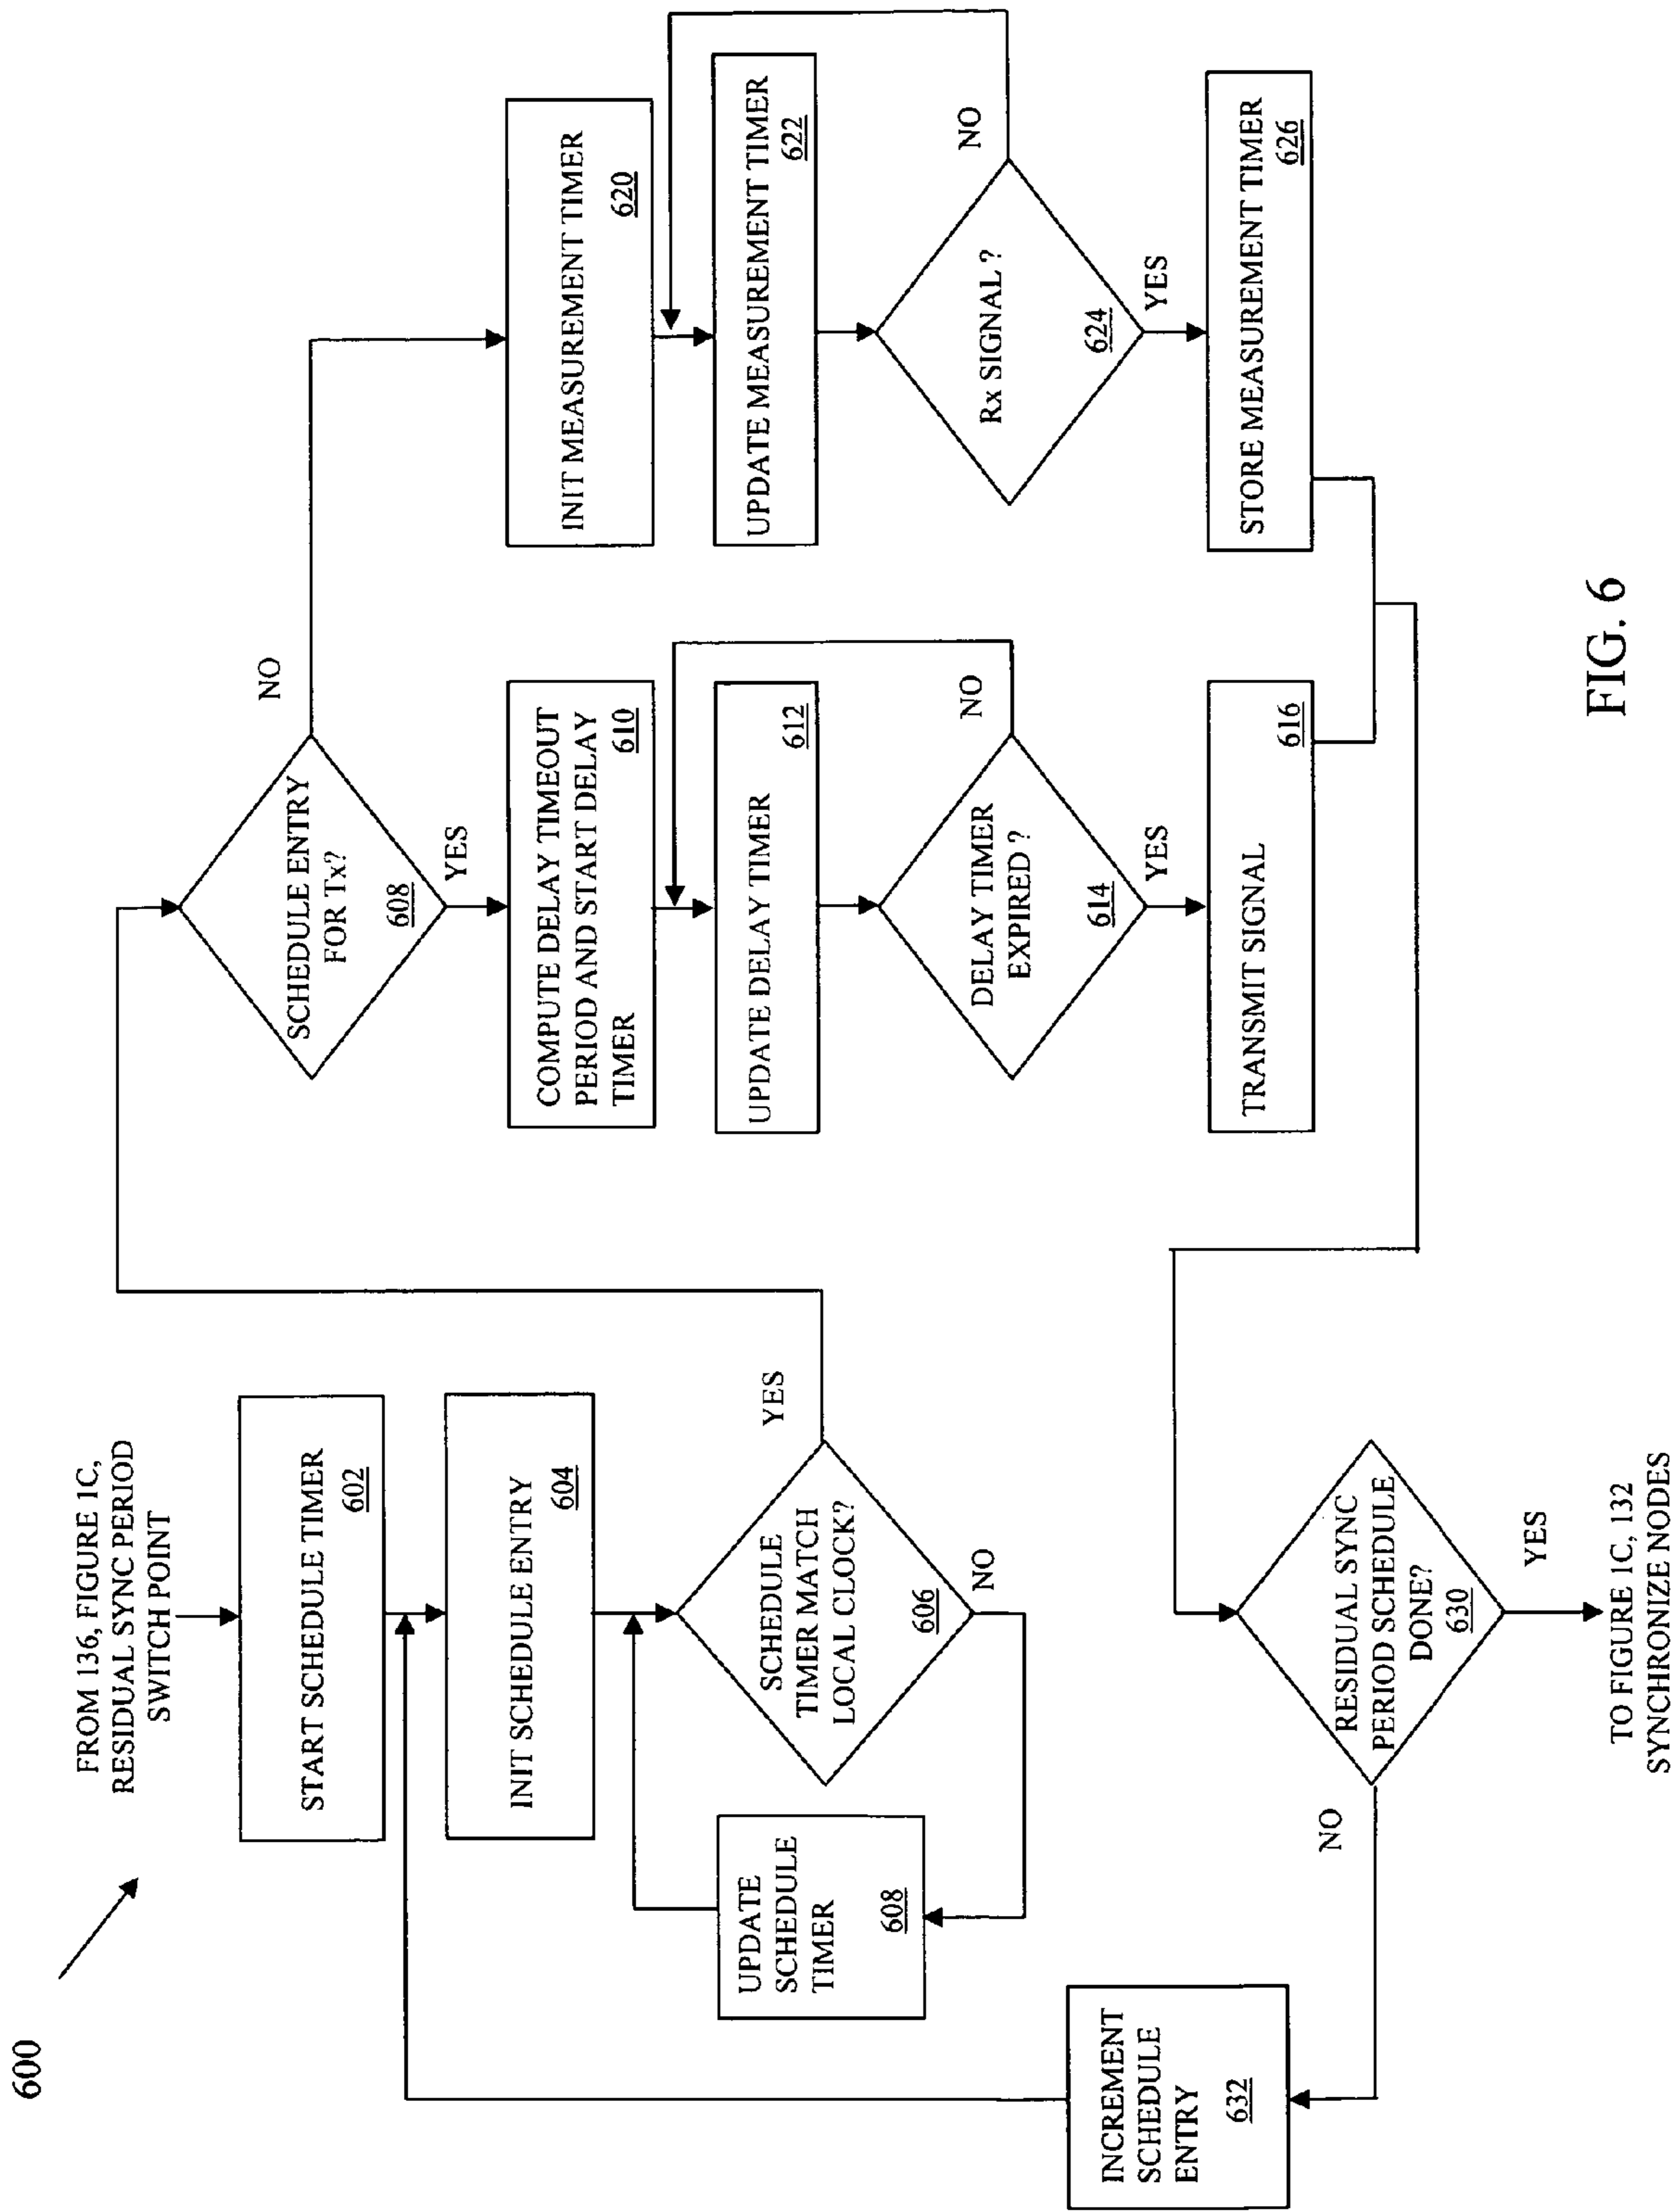 600
FROM 136, FIGURE 1C,
RESIDUAL SYNC PERIOD
SWITCH POINT
START SCHEDULE TIMER
602
INIT SCHEDULE ENTRY
604
SCHEDULE
TIMER MATCH
LOCAL CLOCK?
606
YES
NO
UPDATE
SCHEDULE
TIMER
608
SCHEDULE ENTRY
FOR Tx?
608
NO
YES
COMPUTE DELAY TIMEOUT
PERIOD AND START DELAY
TIMER
610
UPDATE DELAY TIMER
612
DELAY TIMER
EXPIRED ?
614
NO
YES
TRANSMIT SIGNAL
616
INIT MEASUREMENT TIMER
620
UPDATE MEASUREMENT TIMER
622
Rx SIGNAL ?
624
NO
YES
STORE MEASUREMENT TIMER
626
RESIDUAL SYNC
PERIOD SCHEDULE
DONE?
630
NO
YES
INCREMENT
SCHEDULE
ENTRY
632
TO FIGURE 1C, 132
SYNCHRONIZE NODES
FIG. 6